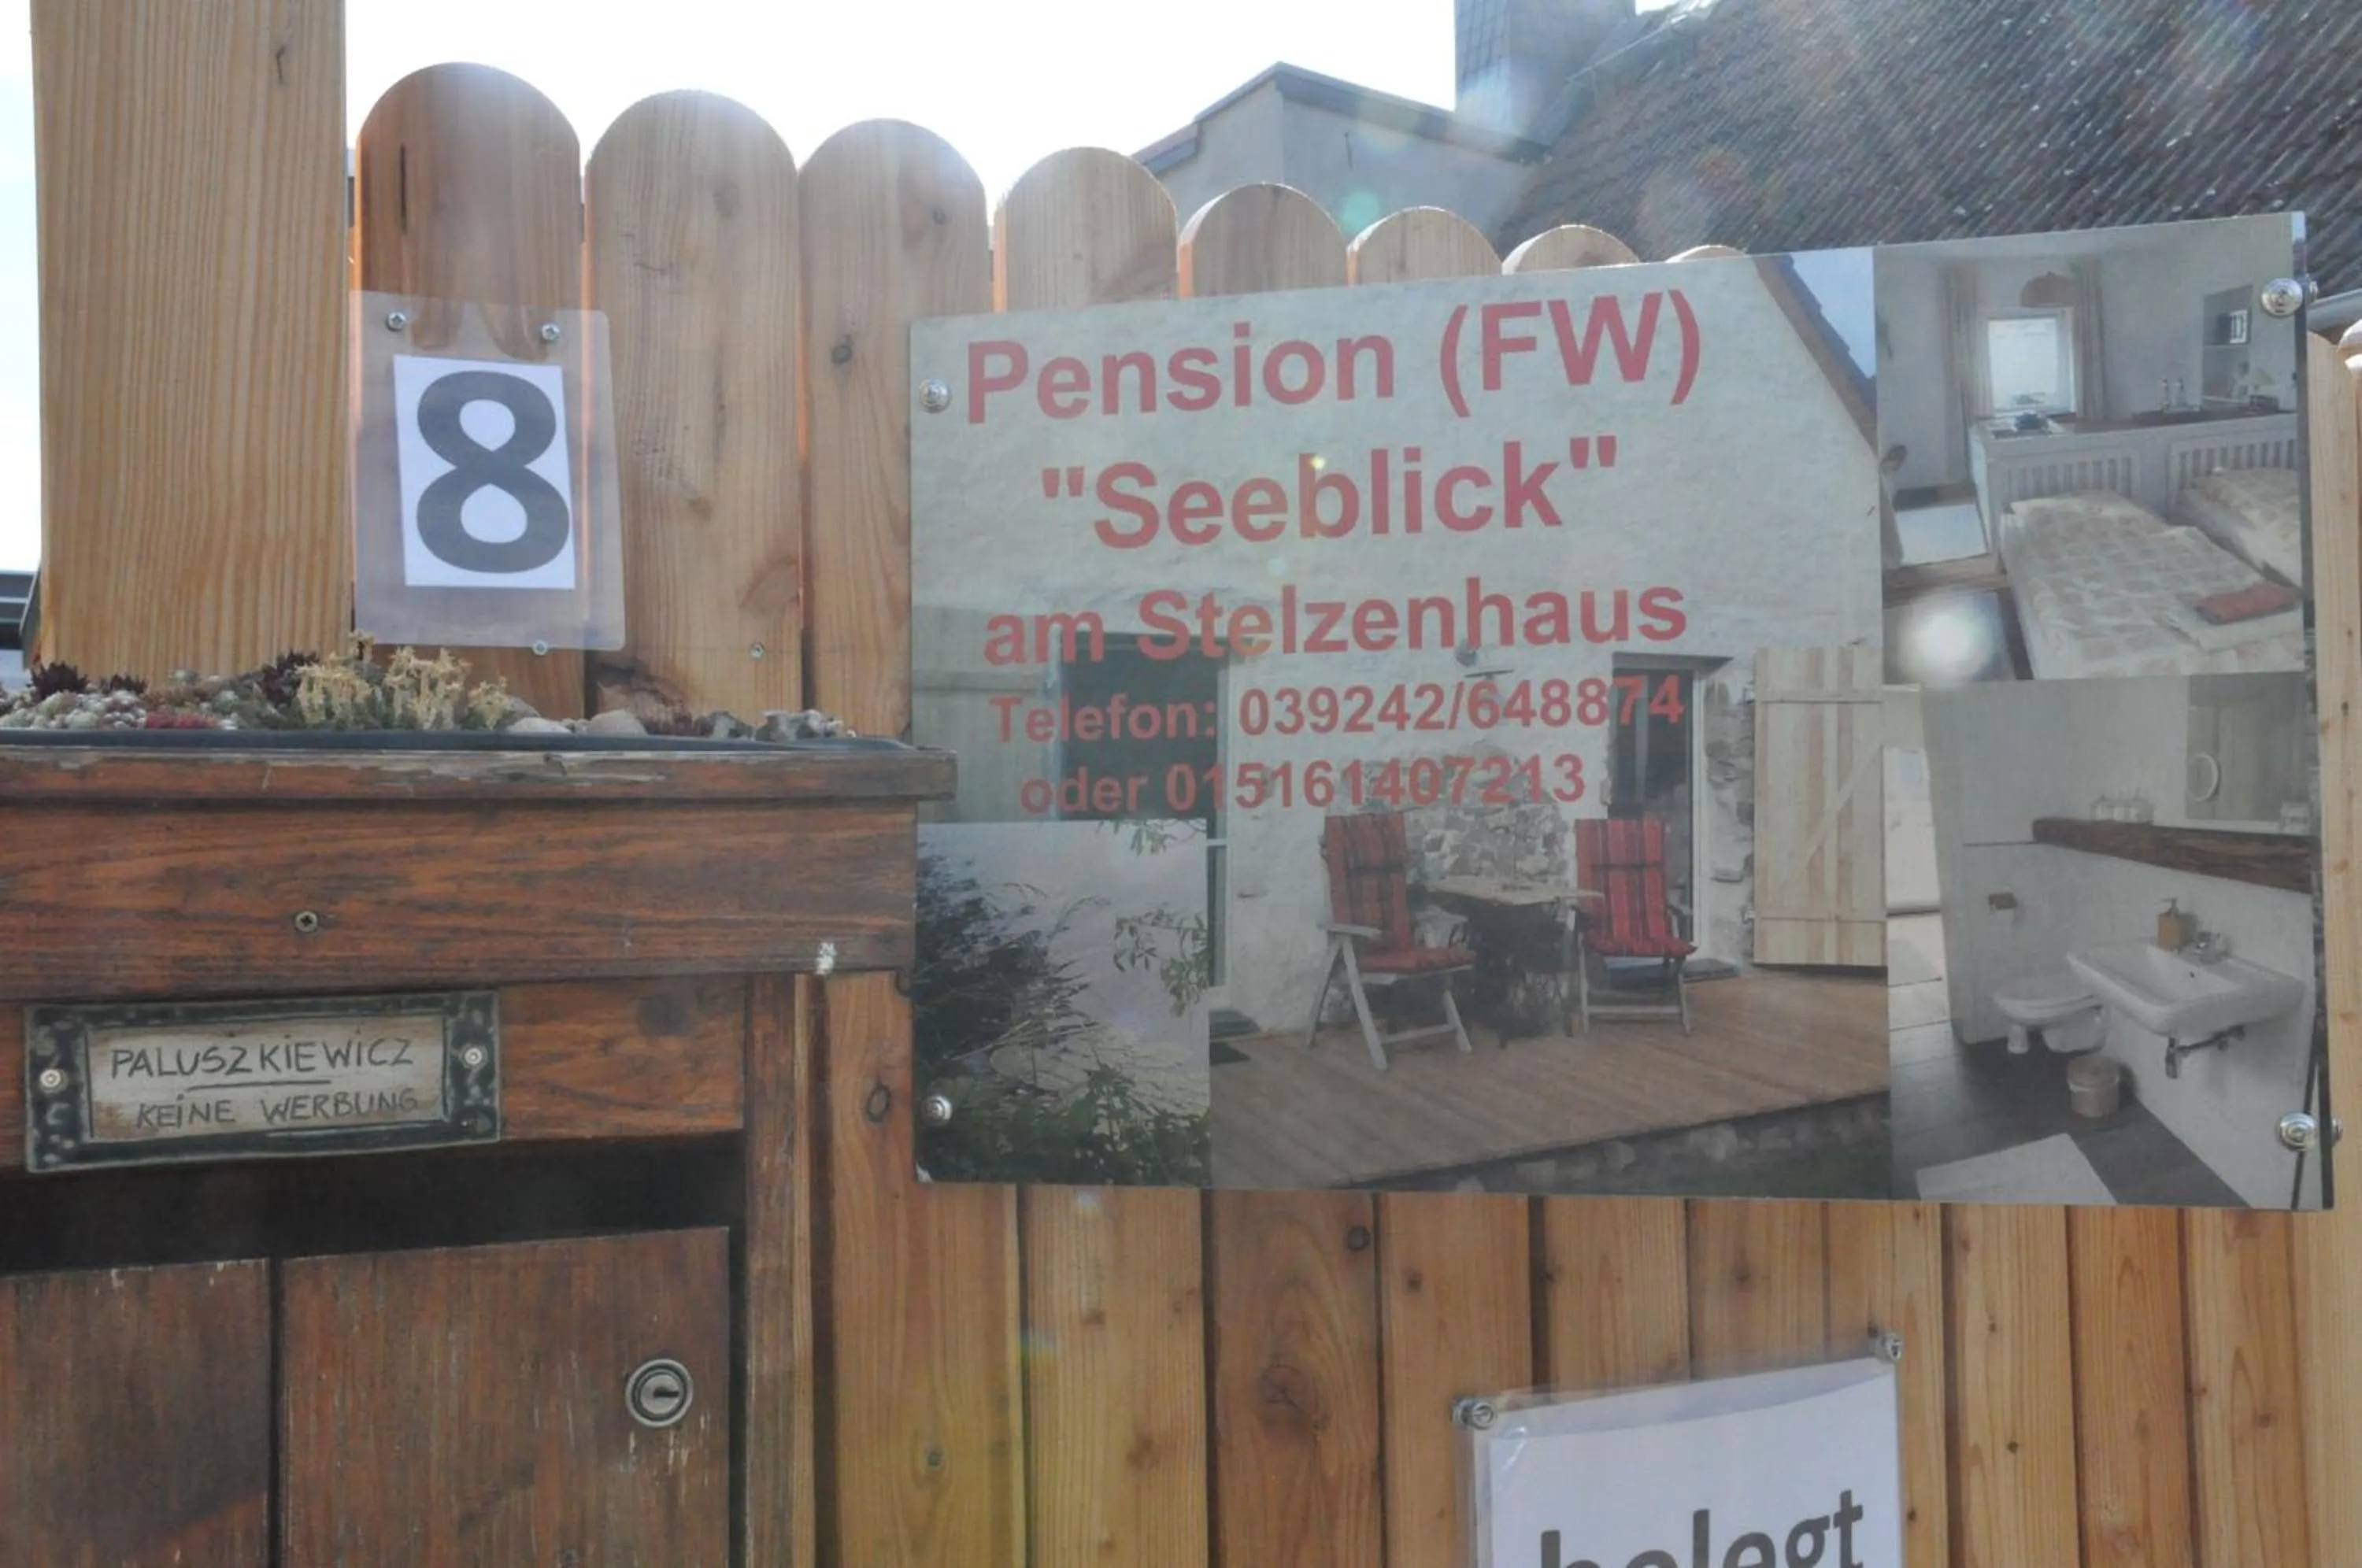 8
Pension (FW)
"Seeblick"
am Stelzenhaus
Telefon: 039242/648874
oder 015161407213
PALUSZKIEWICZ
KEINE WERBUNG
belegt